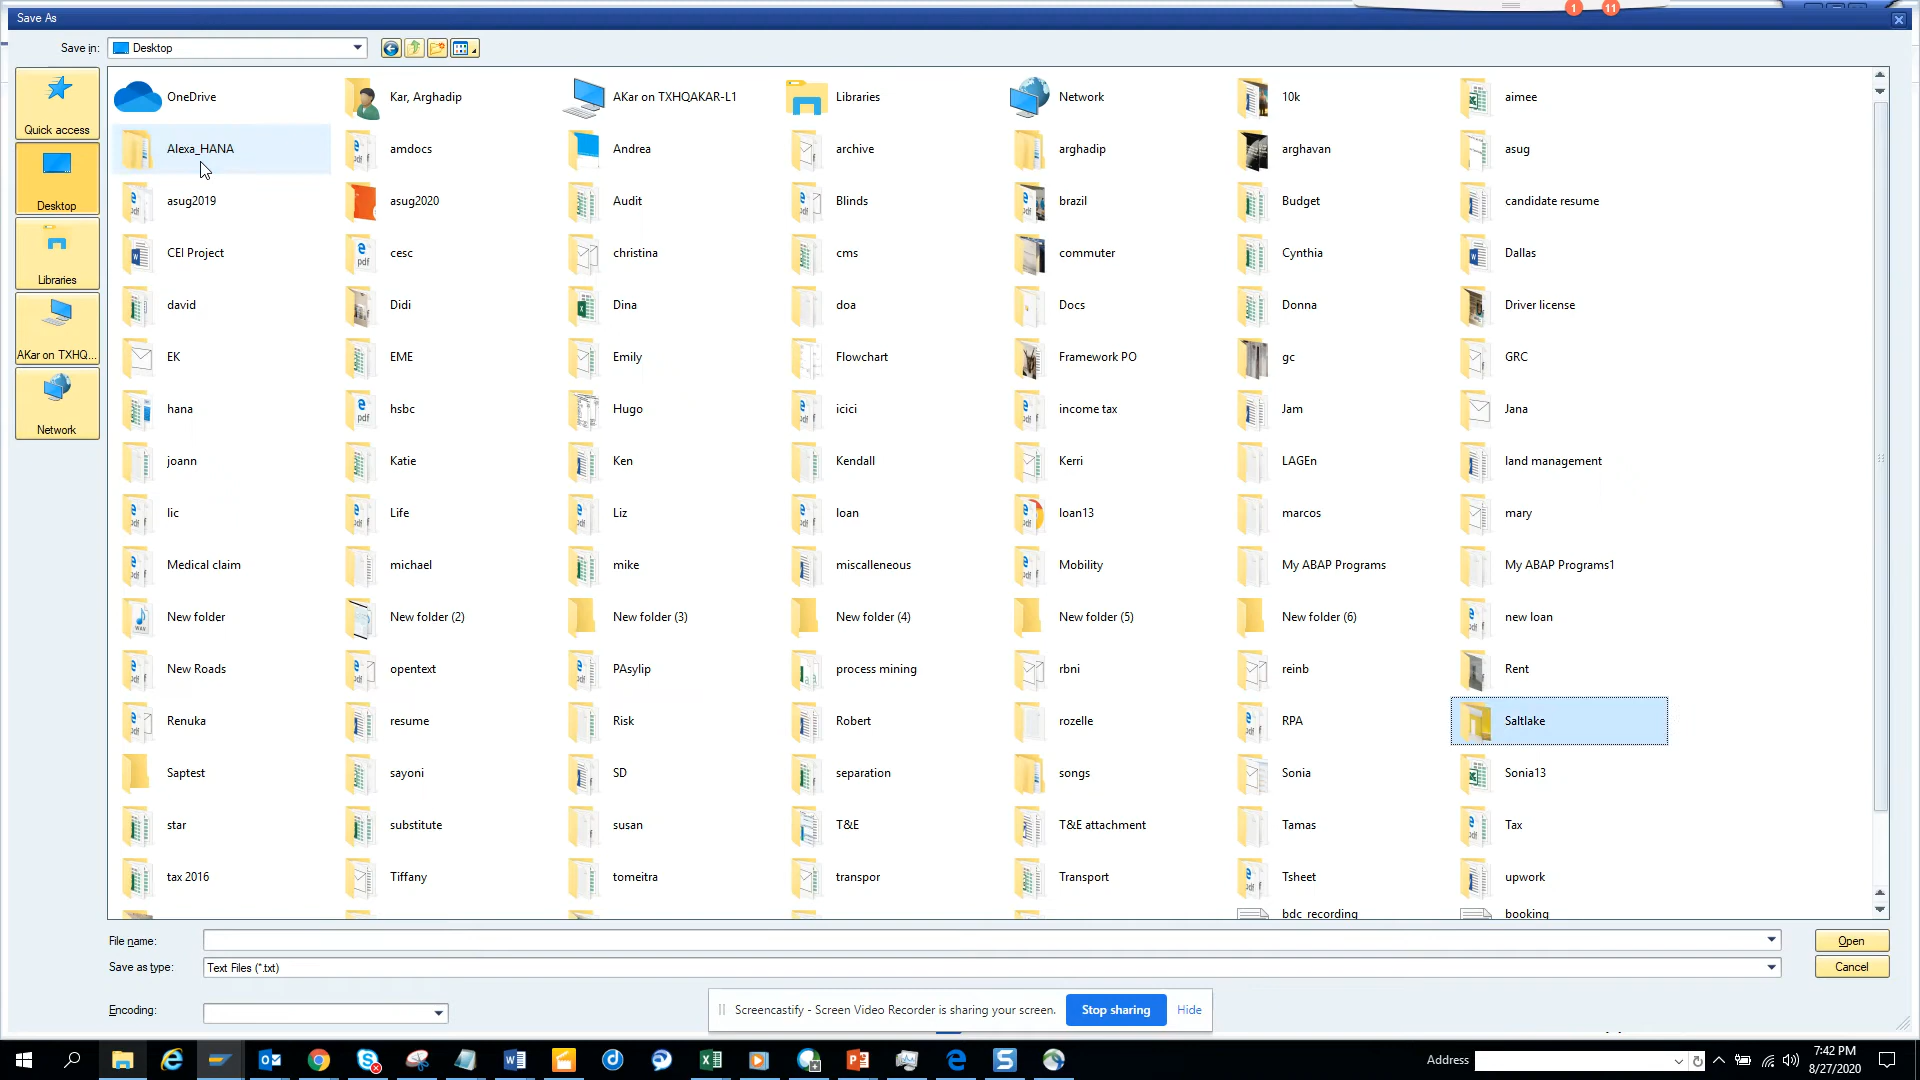 Save As
1 11
Save in: Desktop
Quick access
Desktop
Libraries
AKar on TXHQ...
Network
OneDrive Kar, Arghadip AKar on TXHQAKAR-L1 Libraries Network 10k aimee
Alexa_HANA amdocs Andrea archive arghadip arghavan asug
asug2019 asug2020 Audit Blinds brazil Budget candidate resume
CEI Project cesc christina cms commuter Cynthia Dallas
david Didi Dina doa Docs Donna Driver license
EK EME Emily Flowchart Framework PO gc GRC
hana hsbc Hugo icici income tax Jam Jana
joann Katie Ken Kendall Kerri LAGEn land management
lic Life Liz loan loan13 marcos mary
Medical claim michael mike miscalleneous Mobility My ABAP Programs My ABAP Programs1
New folder New folder (2) New folder (3) New folder (4) New folder (5) New folder (6) new loan
New Roads opentext PAsylip process mining rbni reinb Rent
Renuka resume Risk Robert rozelle RPA Saltlake
Saptest sayoni SD separation songs Sonia Sonia13
star substitute susan T&E T&E attachment Tamas Tax
tax 2016 Tiffany tomeitra transpor Transport Tsheet upwork
bdc_recording booking
File name: Open
Save as type: Text Files (*.txt) Cancel
Encoding:
Screencastify - Screen Video Recorder is sharing your screen. Stop sharing Hide
Address
7:42 PM
8/27/2020